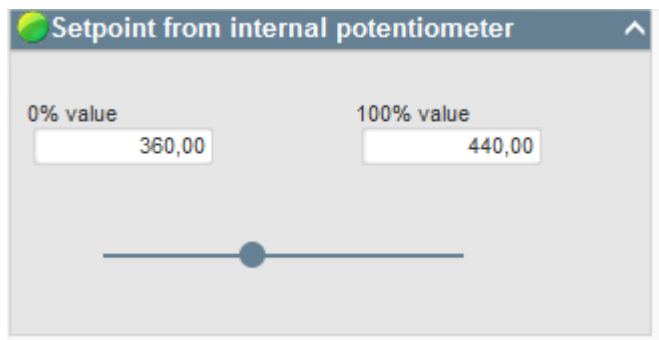 Setpoint from internal potentiometer
0% value 100% value
360,00 440,00